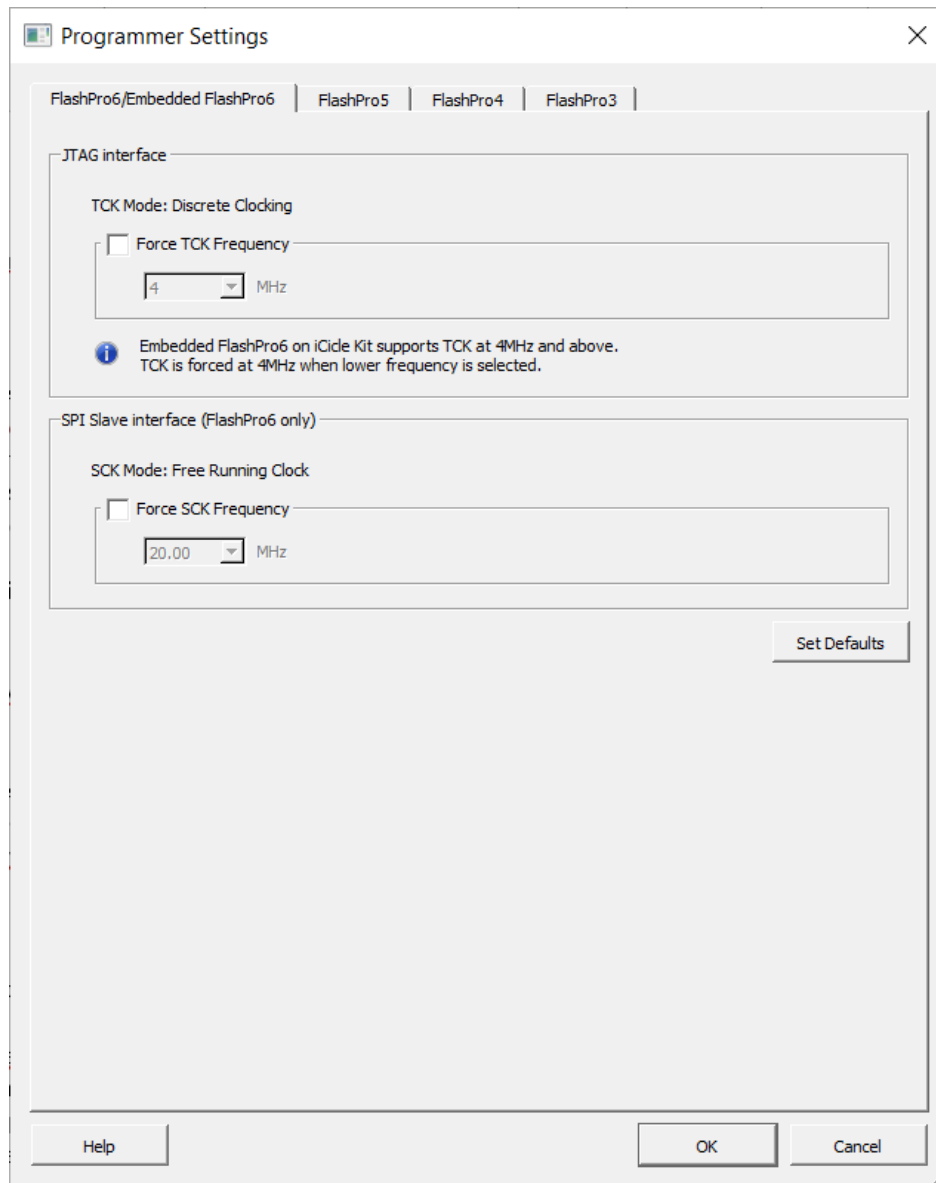 Programmer Settings
FlashPro6/Embedded FlashPro6 FlashPro5 FlashPro4 FlashPro3
JTAG interface
TCK Mode: Discrete Clocking
Force TCK Frequency
4 MHz
Embedded FlashPro6 on iCicle Kit supports TCK at 4MHz and above.
TCK is forced at 4MHz when lower frequency is selected.
SPI Slave interface (FlashPro6 only)
SCK Mode: Free Running Clock
Force SCK Frequency
20.00 MHz
Set Defaults
Help OK Cancel